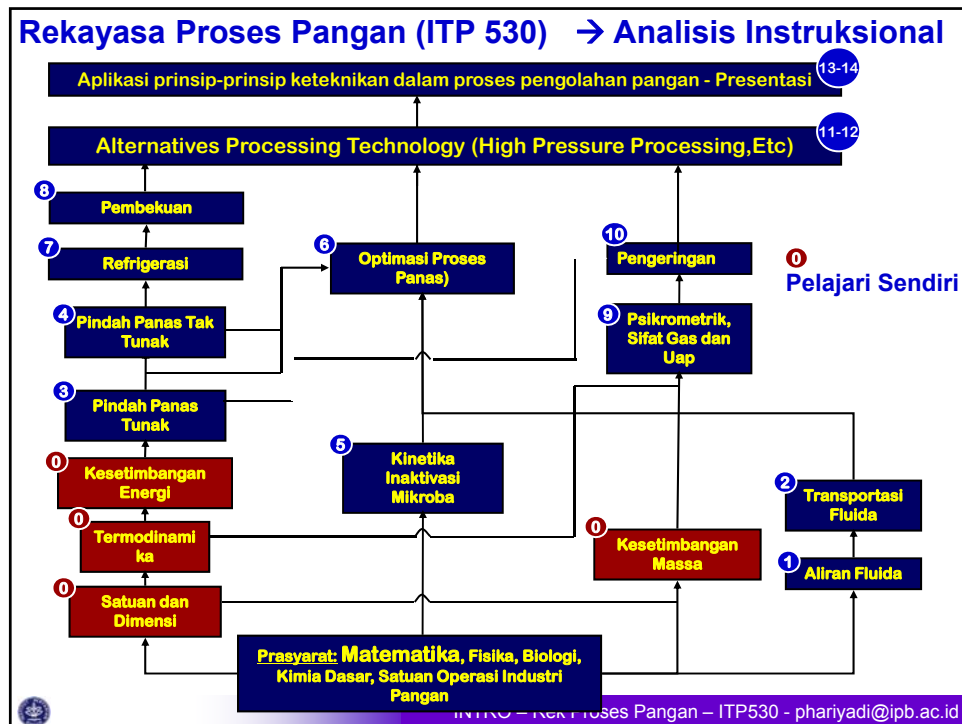 Rekayasa Proses Pangan (ITP 530) → Analisis Instruksional
13-14
Aplikasi prinsip-prinsip keteknikan dalam proses pengolahan pangan - Presentasi
11-12
Alternatives Processing Technology (High Pressure Processing,Etc)
8
Pembekuan
7
Refrigerasi
6
Optimasi Proses
Panas)
10
Pengeringan
0
Pelajari Sendiri
4
Pindah Panas Tak
Tunak
9
Psikrometrik,
Sifat Gas dan
Uap
3
Pindah Panas
Tunak
5
Kinetika
Inaktivasi
Mikroba
0
Kesetimbangan
Energi
2
Transportasi
Fluida
0
Termodinami
ka
0
Kesetimbangan
Massa
1
Aliran Fluida
0
Satuan dan
Dimensi
Prasyarat: Matematika, Fisika, Biologi,
Kimia Dasar, Satuan Operasi Industri
Pangan
INTRO – Rek Proses Pangan – ITP530 - phariyadi@ipb.ac.id